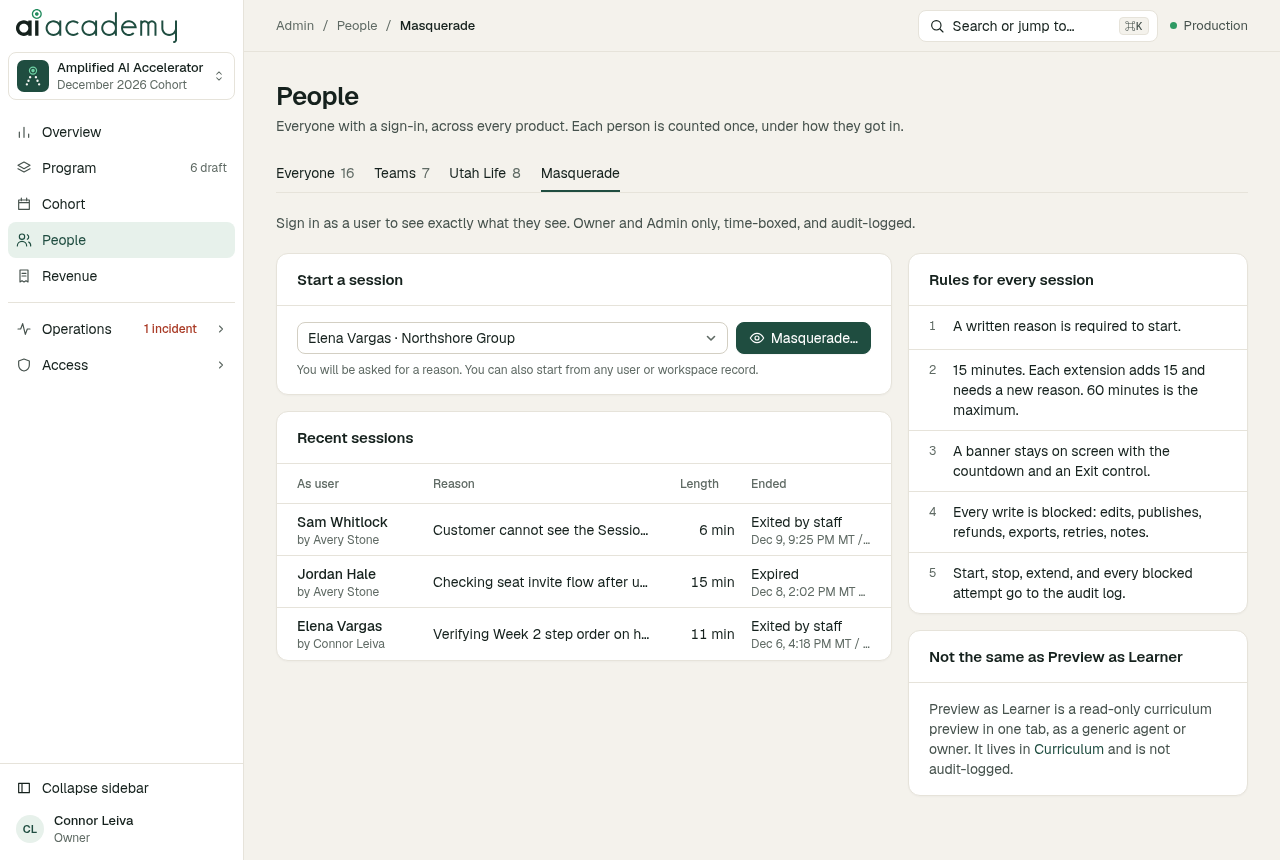 ai academy
Amplified AI Accelerator
December 2026 Cohort
Overview
Program 6 draft
Cohort
People
Revenue
Operations 1 incident
Access
Collapse sidebar
CL
Connor Leiva
Owner
Admin / People / Masquerade
Search or jump to… ⌘K
Production
People
Everyone with a sign-in, across every product. Each person is counted once, under how they got in.
Everyone 16 Teams 7 Utah Life 8 Masquerade
Sign in as a user to see exactly what they see. Owner and Admin only, time-boxed, and audit-logged.
Start a session
Elena Vargas · Northshore Group
Masquerade…
You will be asked for a reason. You can also start from any user or workspace record.
Recent sessions
As user Reason Length Ended
Sam Whitlock
by Avery Stone
Customer cannot see the Sessio…
6 min
Exited by staff
Dec 9, 9:25 PM MT /…
Jordan Hale
by Avery Stone
Checking seat invite flow after u…
15 min
Expired
Dec 8, 2:02 PM MT …
Elena Vargas
by Connor Leiva
Verifying Week 2 step order on h…
11 min
Exited by staff
Dec 6, 4:18 PM MT / …
Rules for every session
1 A written reason is required to start.
2 15 minutes. Each extension adds 15 and
needs a new reason. 60 minutes is the
maximum.
3 A banner stays on screen with the
countdown and an Exit control.
4 Every write is blocked: edits, publishes,
refunds, exports, retries, notes.
5 Start, stop, extend, and every blocked
attempt go to the audit log.
Not the same as Preview as Learner
Preview as Learner is a read-only curriculum
preview in one tab, as a generic agent or
owner. It lives in Curriculum and is not
audit-logged.